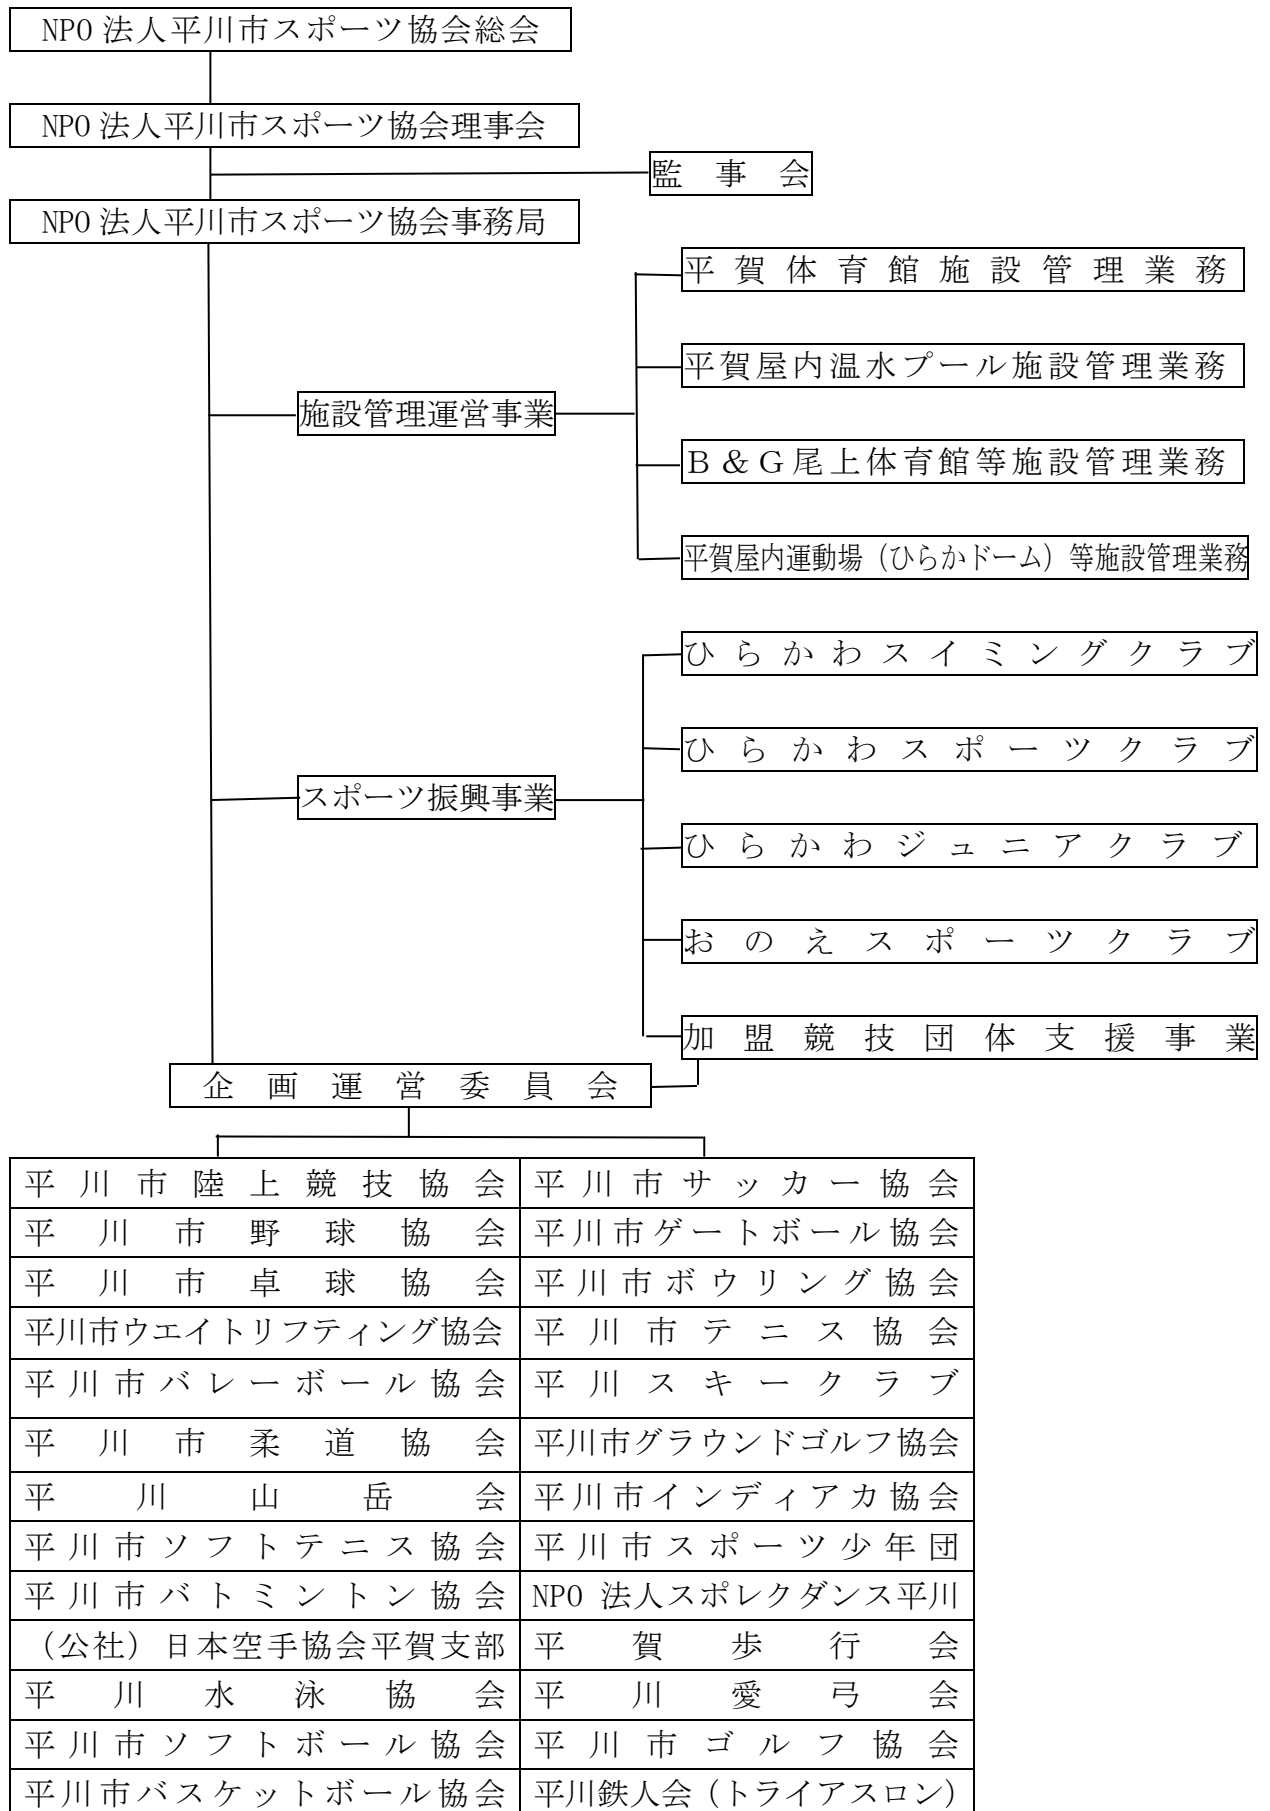 NPO法人平川市スポーツ協会総会
NPO法人平川市スポーツ協会理事会
監事会
NPO法人平川市スポーツ協会事務局
平賀体育館施設管理業務
平賀屋内温水プール施設管理業務
施設管理運営事業
B＆G尾上体育館等施設管理業務
平賀屋内運動場（ひらかドーム）等施設管理業務
ひらかわスイミングクラブ
ひらかわスポーツクラブ
スポーツ振興事業
ひらかわジュニアクラブ
おのえスポーツクラブ
加盟競技団体支援事業
企画運営委員会
平川市陸上競技協会 平川市サッカー協会
平川市野球協会 平川市ゲートボール協会
平川市卓球協会 平川市ボウリング協会
平川市ウエイトリフティング協会 平川市テニス協会
平川市バレーボール協会 平川スキークラブ
平川市柔道協会 平川市グラウンドゴルフ協会
平川山岳会 平川市インディアカ協会
平川市ソフトテニス協会 平川市スポーツ少年団
平川市バトミントン協会 NPO 法人スポレクダンス平川
（公社）日本空手協会平賀支部 平賀歩行会
平川水泳協会 平川愛弓会
平川市ソフトボール協会 平川市ゴルフ協会
平川市バスケットボール協会 平川鉄人会（トライアスロン）